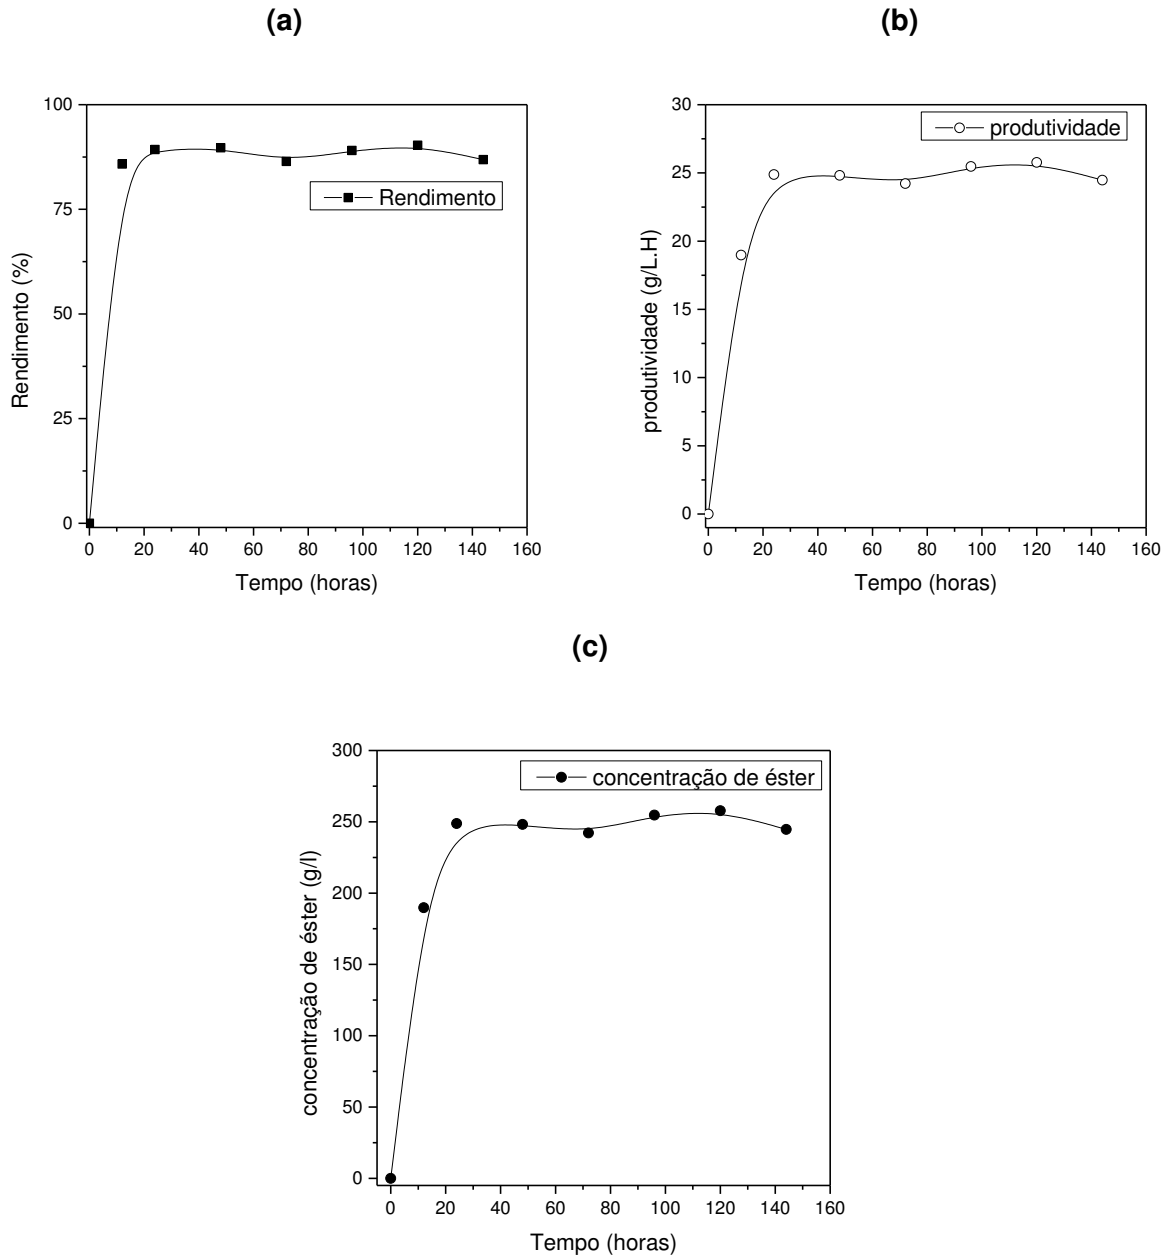 (a)
100
75
50
25
0
Rendimento (%)
Rendimento
0 20 40 60 80 100 120 140 160
Tempo (horas)
(b)
30
25
20
15
10
5
0
produtividade (g/L.H)
produtividade
0 20 40 60 80 100 120 140 160
Tempo (horas)
(c)
300
250
200
150
100
50
0
concentração de éster (g/l)
concentração de éster
0 20 40 60 80 100 120 140 160
Tempo (horas)